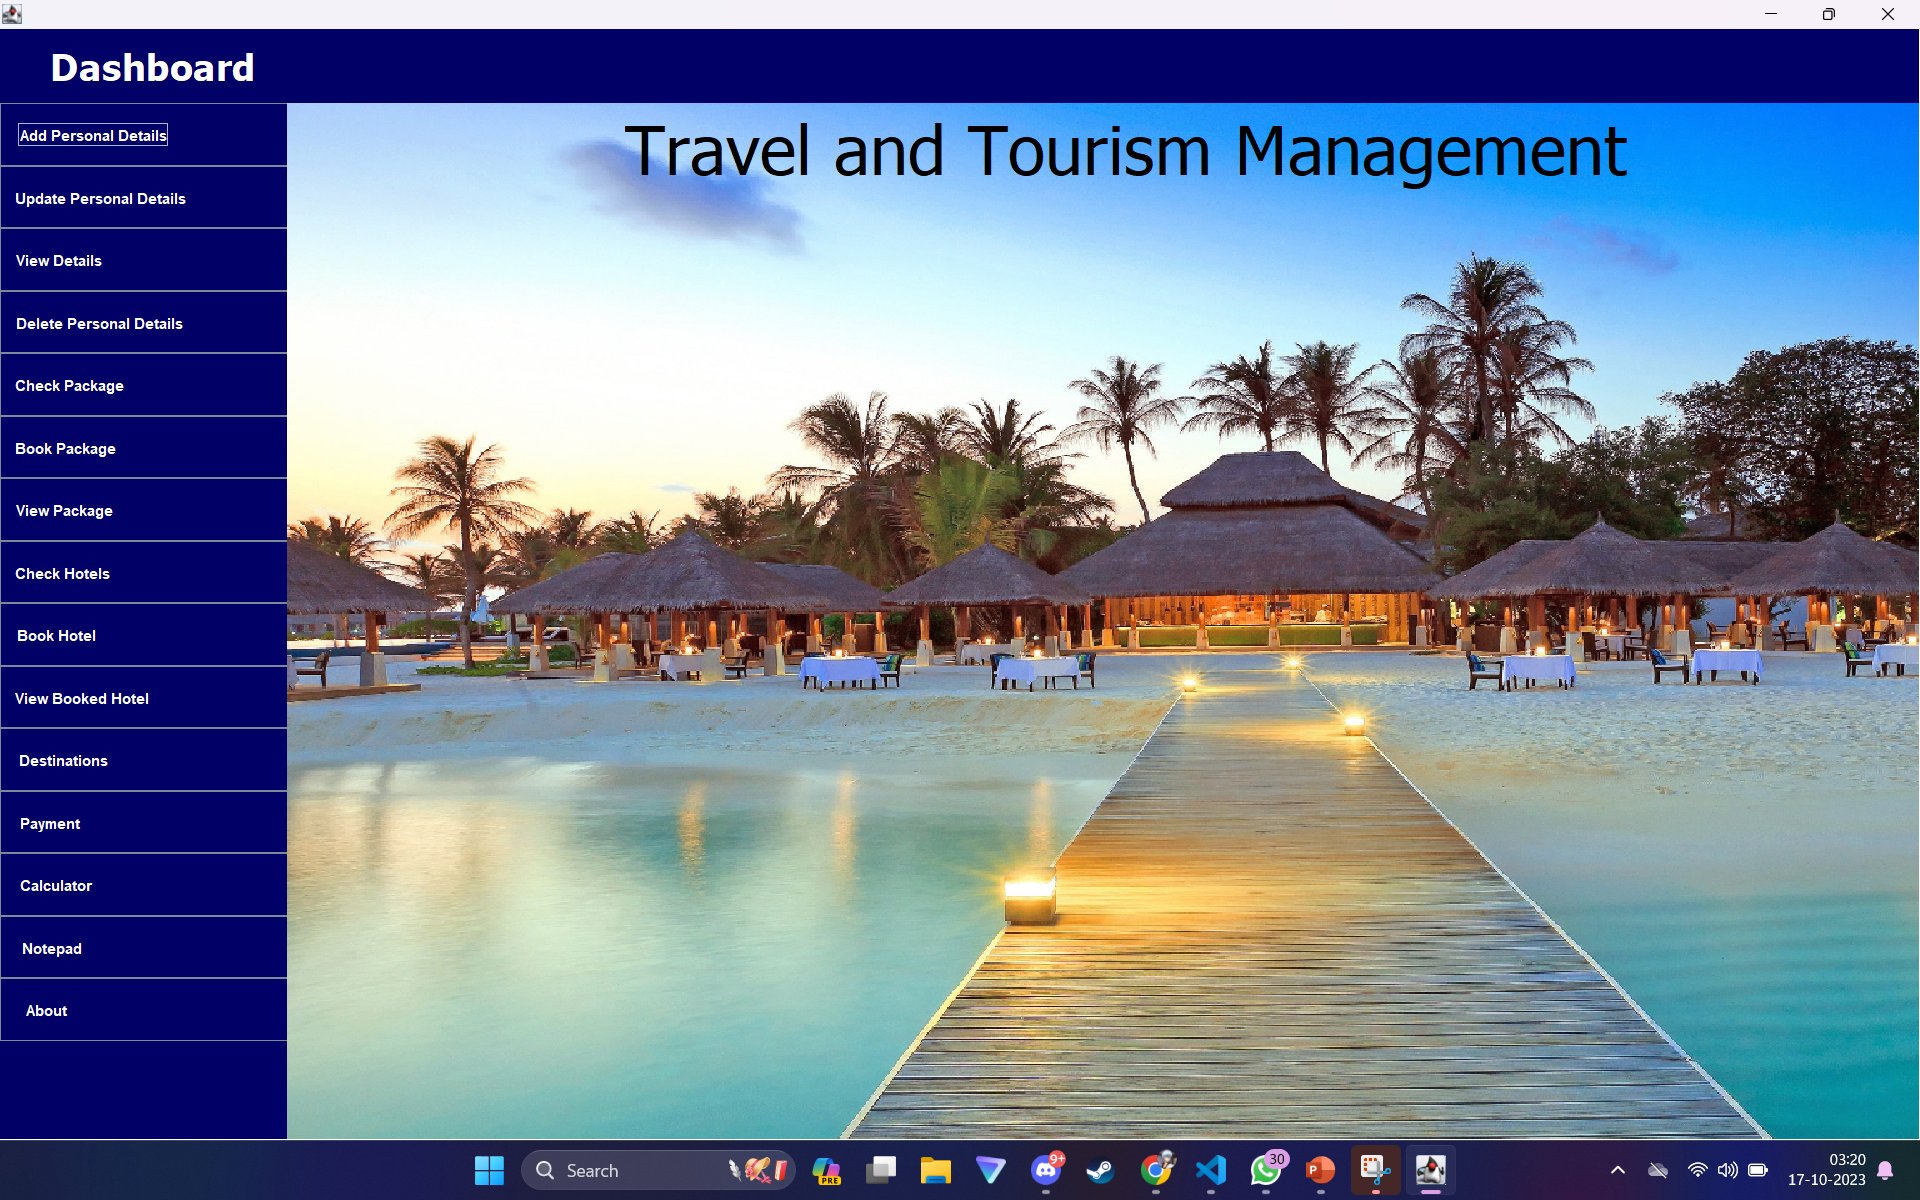 Dashboard
Travel and Tourism Management
Add Personal Details
Update Personal Details
View Details
Delete Personal Details
Check Package
Book Package
View Package
Check Hotels
Book Hotel
View Booked Hotel
Destinations
Payment
Calculator
Notepad
About
Search
PRE
9+
30
P
03:20
17-10-2023